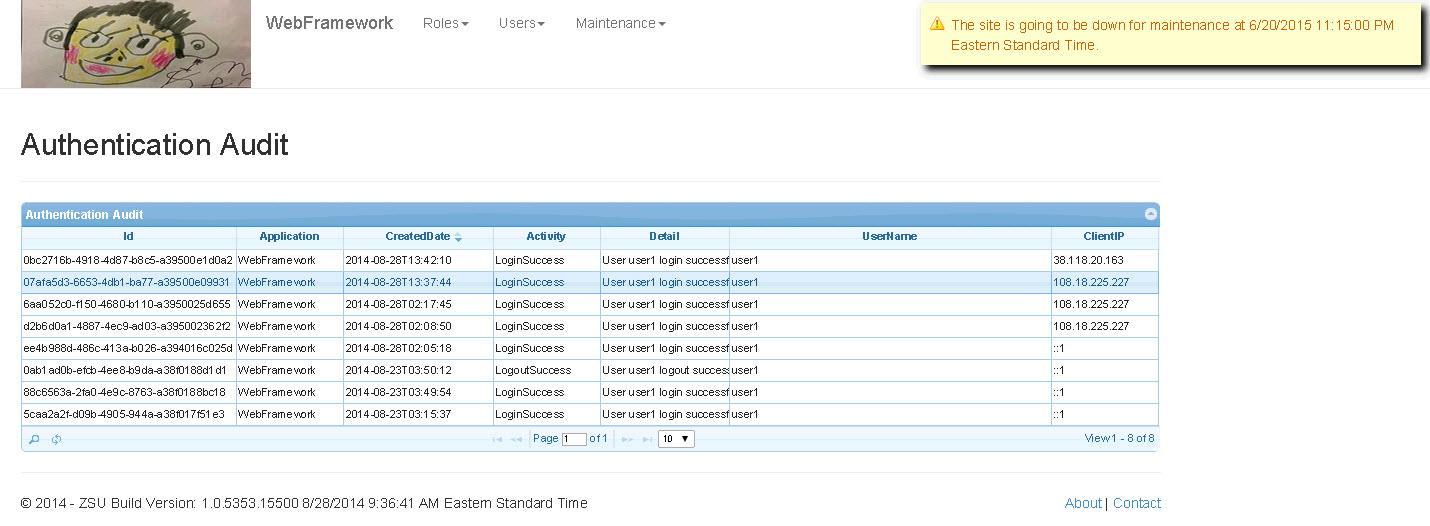 WebFramework Roles Users Maintenance
The site is going to be down for maintenance at 6/20/2015 11:15:00 PM
Eastern Standard Time.
Authentication Audit
Authentication Audit
Id Application CreatedDate Activity Detail UserName ClientIP
0bc2716b-4918-4d87-b8c5-a39500e1d0a2 WebFramework 2014-08-28T13:42:10 LoginSuccess User user1 login successf user1 38.118.20.163
07afa5d3-6653-4db1-ba77-a39500e09931 WebFramework 2014-08-28T13:37:44 LoginSuccess User user1 login successf user1 108.18.225.227
6aa052c0-f150-4680-b110-a3950025d655 WebFramework 2014-08-28T02:17:45 LoginSuccess User user1 login successf user1 108.18.225.227
d2b6d0a1-4887-4ec9-ad03-a395002362f2 WebFramework 2014-08-28T02:08:50 LoginSuccess User user1 login successf user1 108.18.225.227
ee4b988d-486c-413a-b026-a394016c025d WebFramework 2014-08-28T02:05:18 LoginSuccess User user1 login successf user1 ::1
0ab1ad0b-efcb-4ee8-b9da-a38f0188d1d1 WebFramework 2014-08-23T03:50:12 LogoutSuccess User user1 logout success user1 ::1
88c6563a-2fa0-4e9c-8763-a38f0188bc18 WebFramework 2014-08-23T03:49:54 LoginSuccess User user1 login successf user1 ::1
5caa2a2f-d09b-4905-944a-a38f017f51e3 WebFramework 2014-08-23T03:15:37 LoginSuccess User user1 login successf user1 ::1
Page 1 of 1 10 View 1 - 8 of 8
© 2014 - ZSU Build Version: 1.0.5353.15500 8/28/2014 9:36:41 AM Eastern Standard Time About | Contact